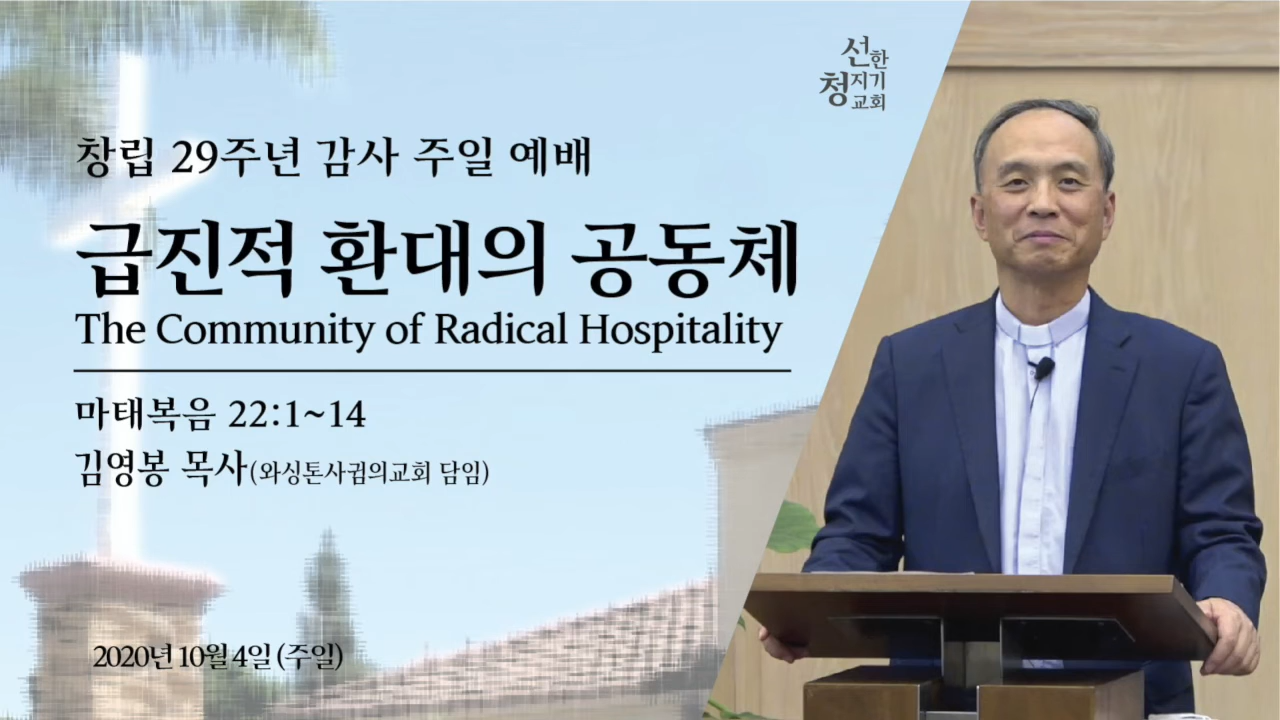 선한
청지기
교회
창립 29주년 감사 주일 예배
급진적 환대의 공동체
The Community of Radical Hospitality
마태복음 22:1~14
김영봉 목사(와싱톤사귐의교회 담임)
2020년 10월 4일 (주일)